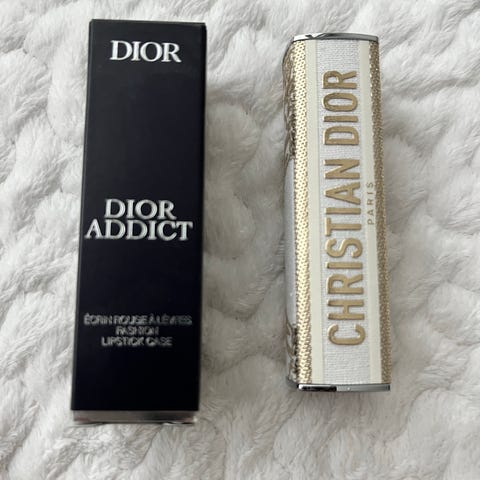 DIOR
DIOR
ADDICT
ÉCRIN ROUGE À LÈVRES
FASHION
LIPSTICK CASE
CHRISTIAN DIOR
PARIS